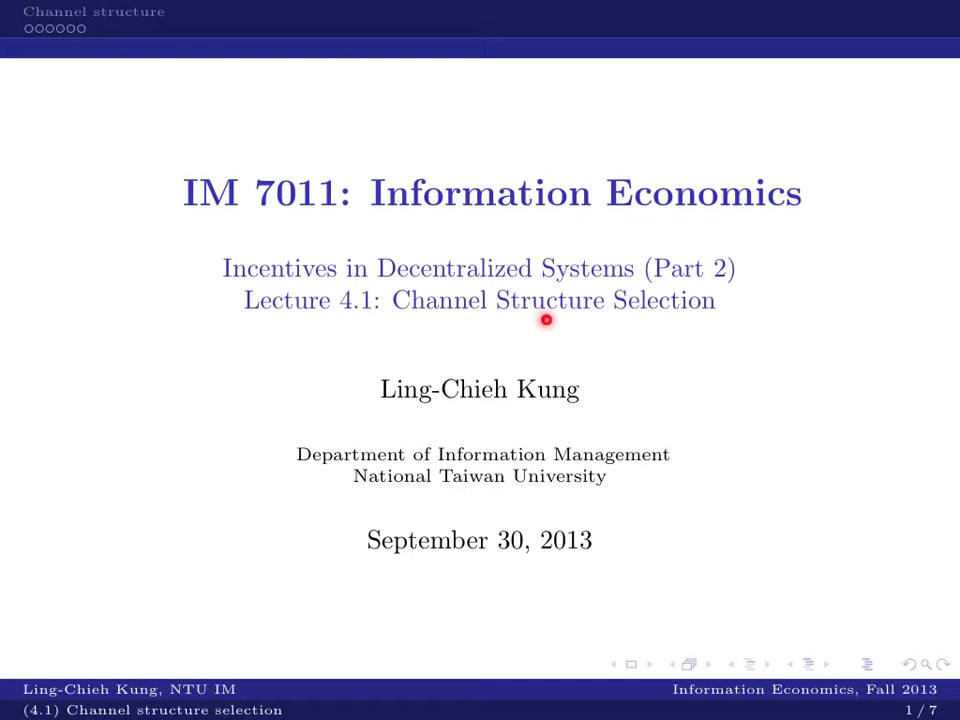 Channel structure
IM 7011: Information Economics
Incentives in Decentralized Systems (Part 2)
Lecture 4.1: Channel Structure Selection
Ling-Chieh Kung
Department of Information Management
National Taiwan University
September 30, 2013
Ling-Chieh Kung, NTU IM
Information Economics, Fall 2013
(4.1) Channel structure selection
1 / 7